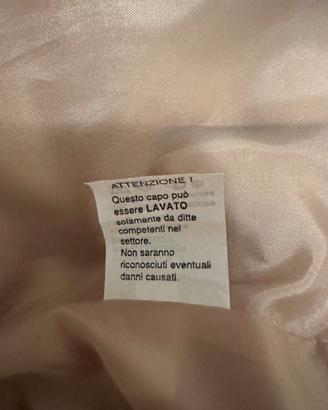 ATTENZIONE !
Questo capo può
essere LAVATO
solamente da ditte
competenti nel
settore.
Non saranno
riconosciuti eventuali
danni causati.